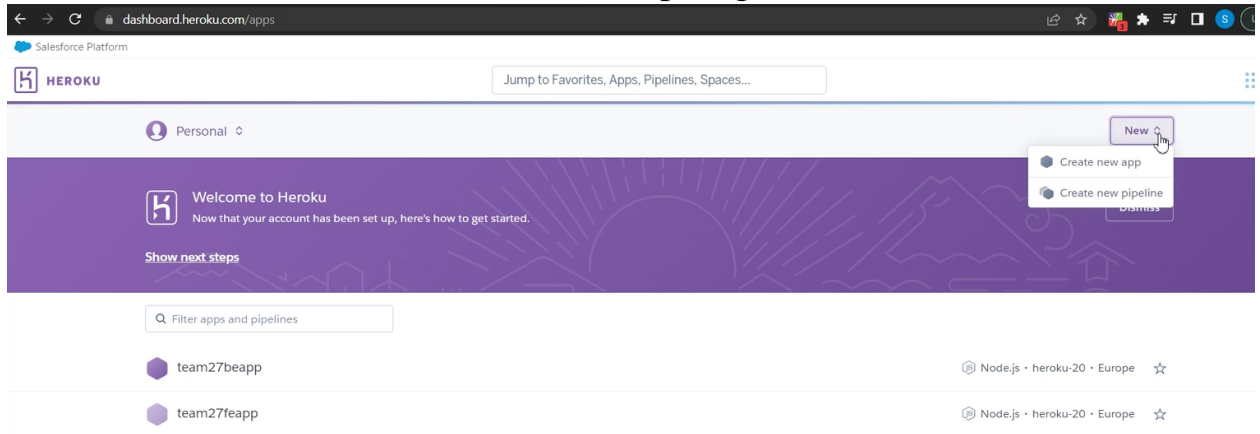 dashboard.heroku.com/apps
3
S
Salesforce Platform
HEROKU
Jump to Favorites, Apps, Pipelines, Spaces...
Personal
New
Create new app
Create new pipeline
Welcome to Heroku
Now that your account has been set up, here's how to get started.
Dismiss
Show next steps
Filter apps and pipelines
team27beapp
Node.js • heroku-20 • Europe
team27feapp
Node.js • heroku-20 • Europe